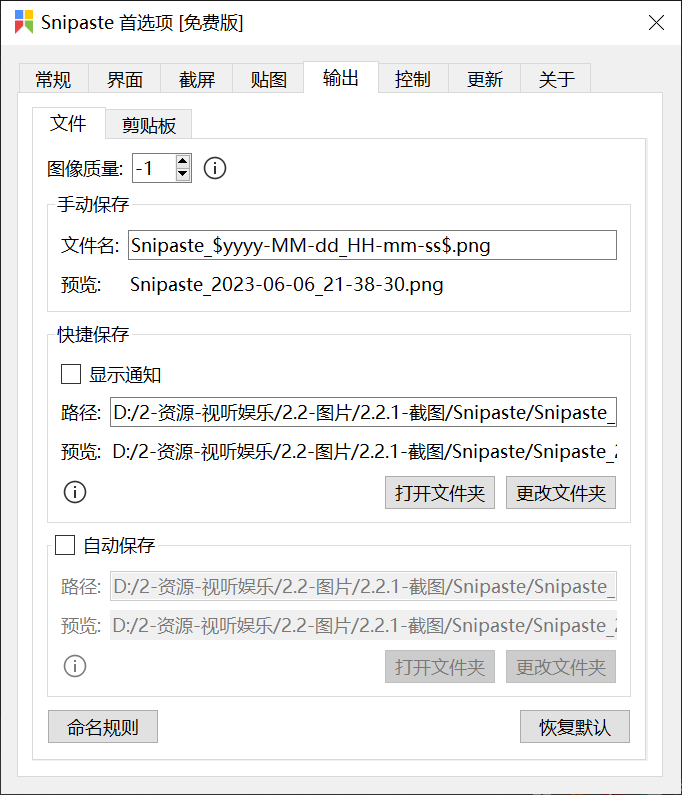 Snipaste 首选项 [免费版]
常规 界面 截屏 贴图 输出 控制 更新 关于
文件 剪贴板
图像质量: -1
手动保存
文件名: Snipaste_$yyyy-MM-dd_HH-mm-ss$.png
预览: Snipaste_2023-06-06_21-38-30.png
快捷保存
显示通知
路径: D:/2-资源-视听娱乐/2.2-图片/2.2.1-截图/Snipaste/Snipaste_
预览: D:/2-资源-视听娱乐/2.2-图片/2.2.1-截图/Snipaste/Snipaste_2
打开文件夹 更改文件夹
自动保存
路径: D:/2-资源-视听娱乐/2.2-图片/2.2.1-截图/Snipaste/Snipaste_
预览: D:/2-资源-视听娱乐/2.2-图片/2.2.1-截图/Snipaste/Snipaste_2
打开文件夹 更改文件夹
命名规则 恢复默认